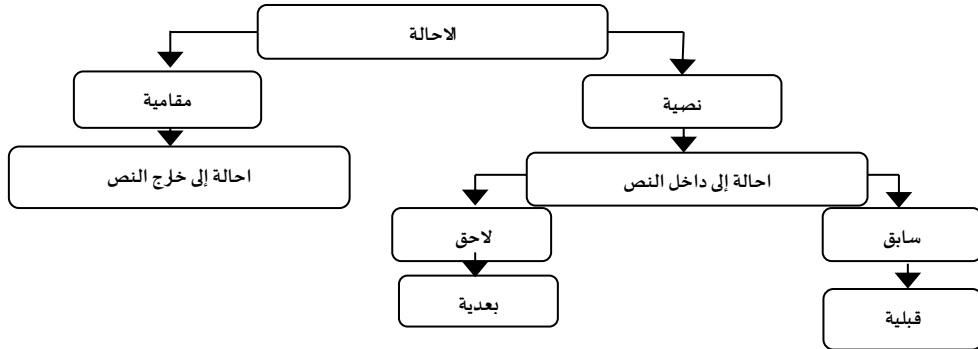 الاحالة
نصية
مقامية
احالة إلى داخل النص
احالة إلى خارج النص
سابق
لاحق
قبلية
بعدية